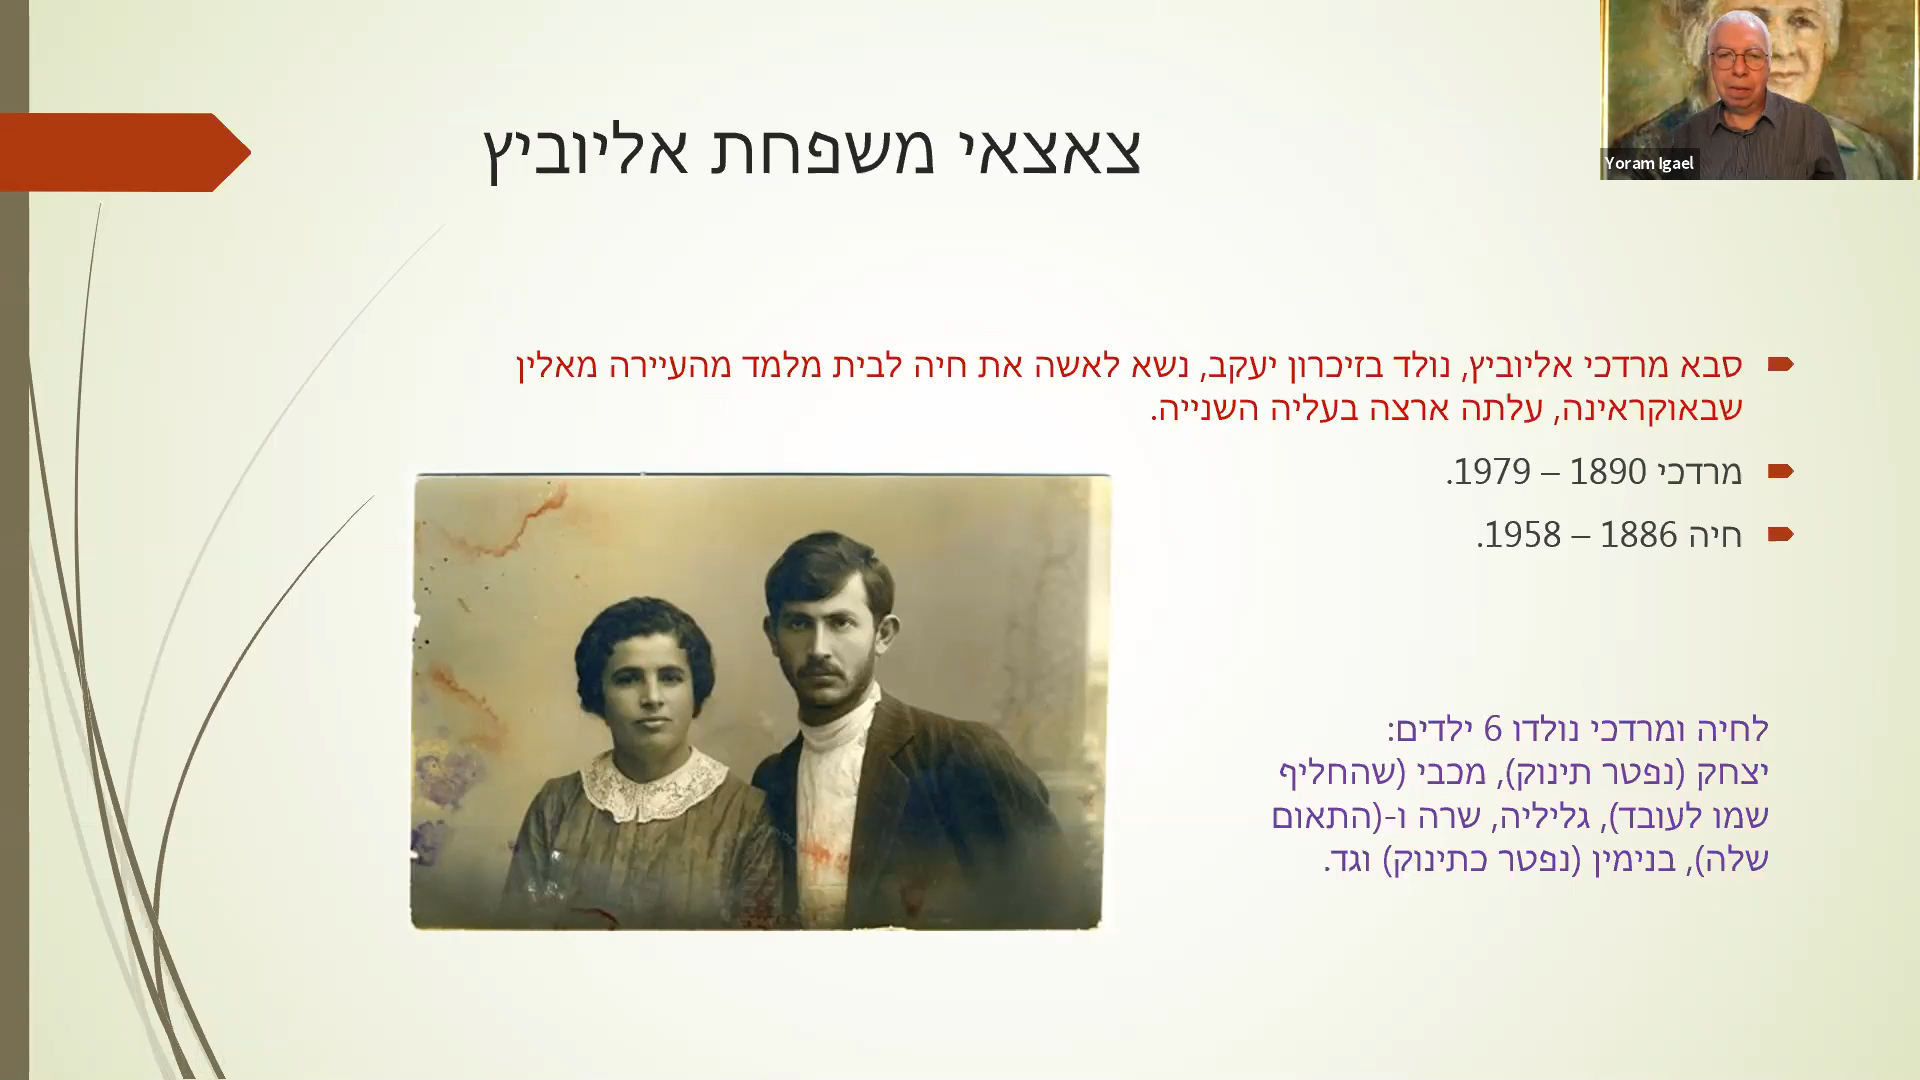 צאצאי משפחת אליוביץ
Yoram Igael
סבא מרדכי אליוביץ, נולד בזיכרון יעקב, נשא לאשה את חיה לבית מלמד מהעיירה מאלין
שבאוקראינה, עלתה ארצה בעליה השנייה.
מרדכי 1890 – 1979.
חיה 1886 – 1958.
לחיה ומרדכי נולדו 6 ילדים:
יצחק (נפטר תינוק), מכבי (שהחליף
שמו לעובד), גליליה, שרה ו-(התאום
שלה), בנימין (נפטר כתינוק) וגד.